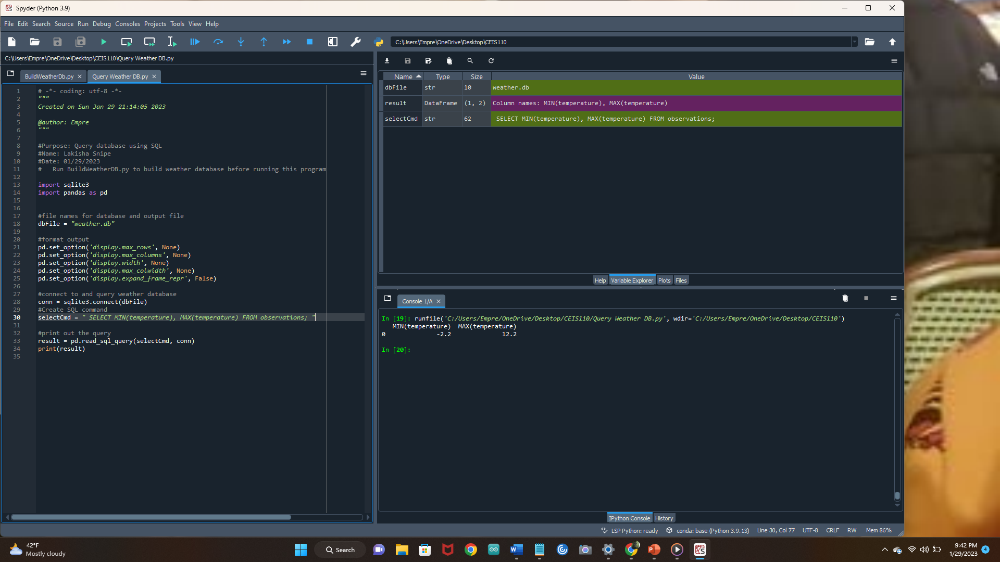 Spyder (Python 3.9)
File Edit Search Source Run Debug Consoles Projects Tools View Help
C:\Users\Empre\OneDrive\Desktop\CEIS110
C:\Users\Empre\OneDrive\Desktop\CEIS110\Query Weather DB.py
BuildWeatherDb.py
Query Weather DB.py
1 # -*- coding: utf-8 -*-
2 """
3 Created on Sun Jan 29 21:14:05 2023
4
5 @author: Empre
6 """
7
8 #Purpose: Query database using SQL
9 #Name: Lakisha Snipe
10 #Date: 01/29/2023
11 #   Run BuildWeatherDB.py to build weather database before running this program
12
13 import sqlite3
14 import pandas as pd
15
16
17 #file names for database and output file
18 dbFile = "weather.db"
19
20 #format output
21 pd.set_option('display.max_rows', None)
22 pd.set_option('display.max_columns', None)
23 pd.set_option('display.width', None)
24 pd.set_option('display.max_colwidth', None)
25 pd.set_option('display.expand_frame_repr', False)
26
27 #connect to and query weather database
28 conn = sqlite3.connect(dbFile)
29 #Create SQL command
30 selectCmd = " SELECT MIN(temperature), MAX(temperature) FROM observations; "
31
32 #print out the query
33 result = pd.read_sql_query(selectCmd, conn)
34 print(result)
35
Name Type Size Value
dbFile str 10 weather.db
result DataFrame (1, 2) Column names: MIN(temperature), MAX(temperature)
selectCmd str 62 SELECT MIN(temperature), MAX(temperature) FROM observations;
Help Variable Explorer Plots Files
Console 1/A
In [19]: runfile('C:/Users/Empre/OneDrive/Desktop/CEIS110/Query Weather DB.py', wdir='C:/Users/Empre/OneDrive/Desktop/CEIS110')
MIN(temperature) MAX(temperature)
0 -2.2 12.2
In [20]:
IPython Console History
LSP Python: ready conda: base (Python 3.9.13) Line 30, Col 77 UTF-8 CRLF RW Mem 86%
42°F
Mostly cloudy
Search
9:42 PM
1/29/2023
4